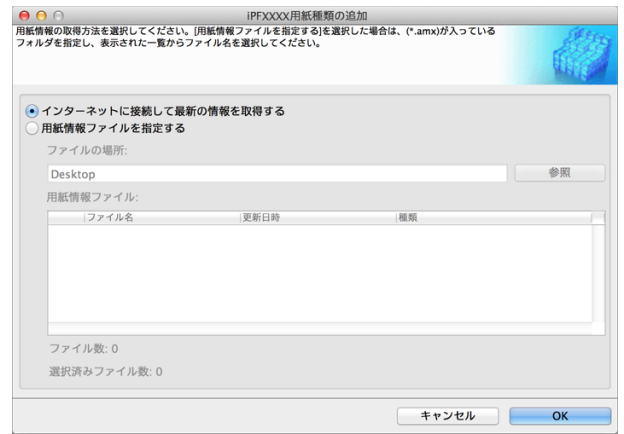 iPFXXXX用紙種類の追加
用紙情報の取得方法を選択してください。[用紙情報ファイルを指定する]を選択した場合は、(*.amx)が入っている
フォルダを指定し、表示された一覧からファイル名を選択してください。
インターネットに接続して最新の情報を取得する
用紙情報ファイルを指定する
ファイルの場所:
Desktop 参照
用紙情報ファイル:
ファイル名 更新日時 種類
ファイル数: 0
選択済みファイル数: 0
キャンセル OK